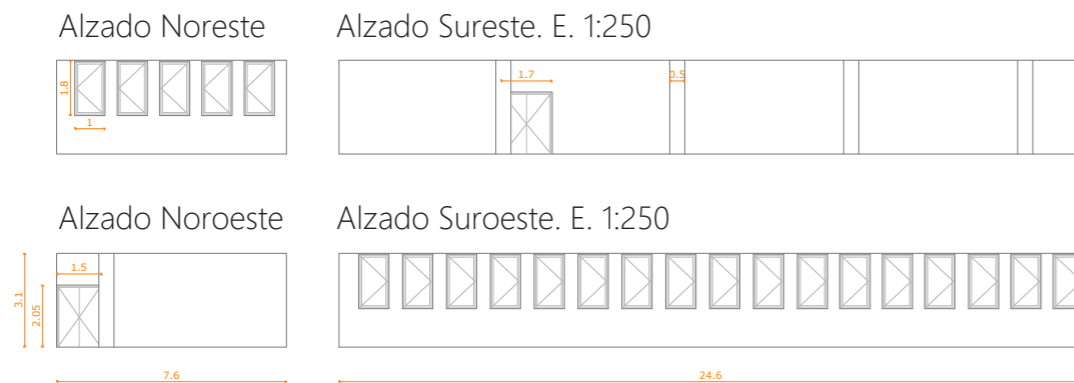 Alzado Noreste
Alzado Sureste. E. 1:250
1.8
1
1.7
0.5
Alzado Noroeste
Alzado Suroeste. E. 1:250
3.1
2.05
1.5
7.6
24.6